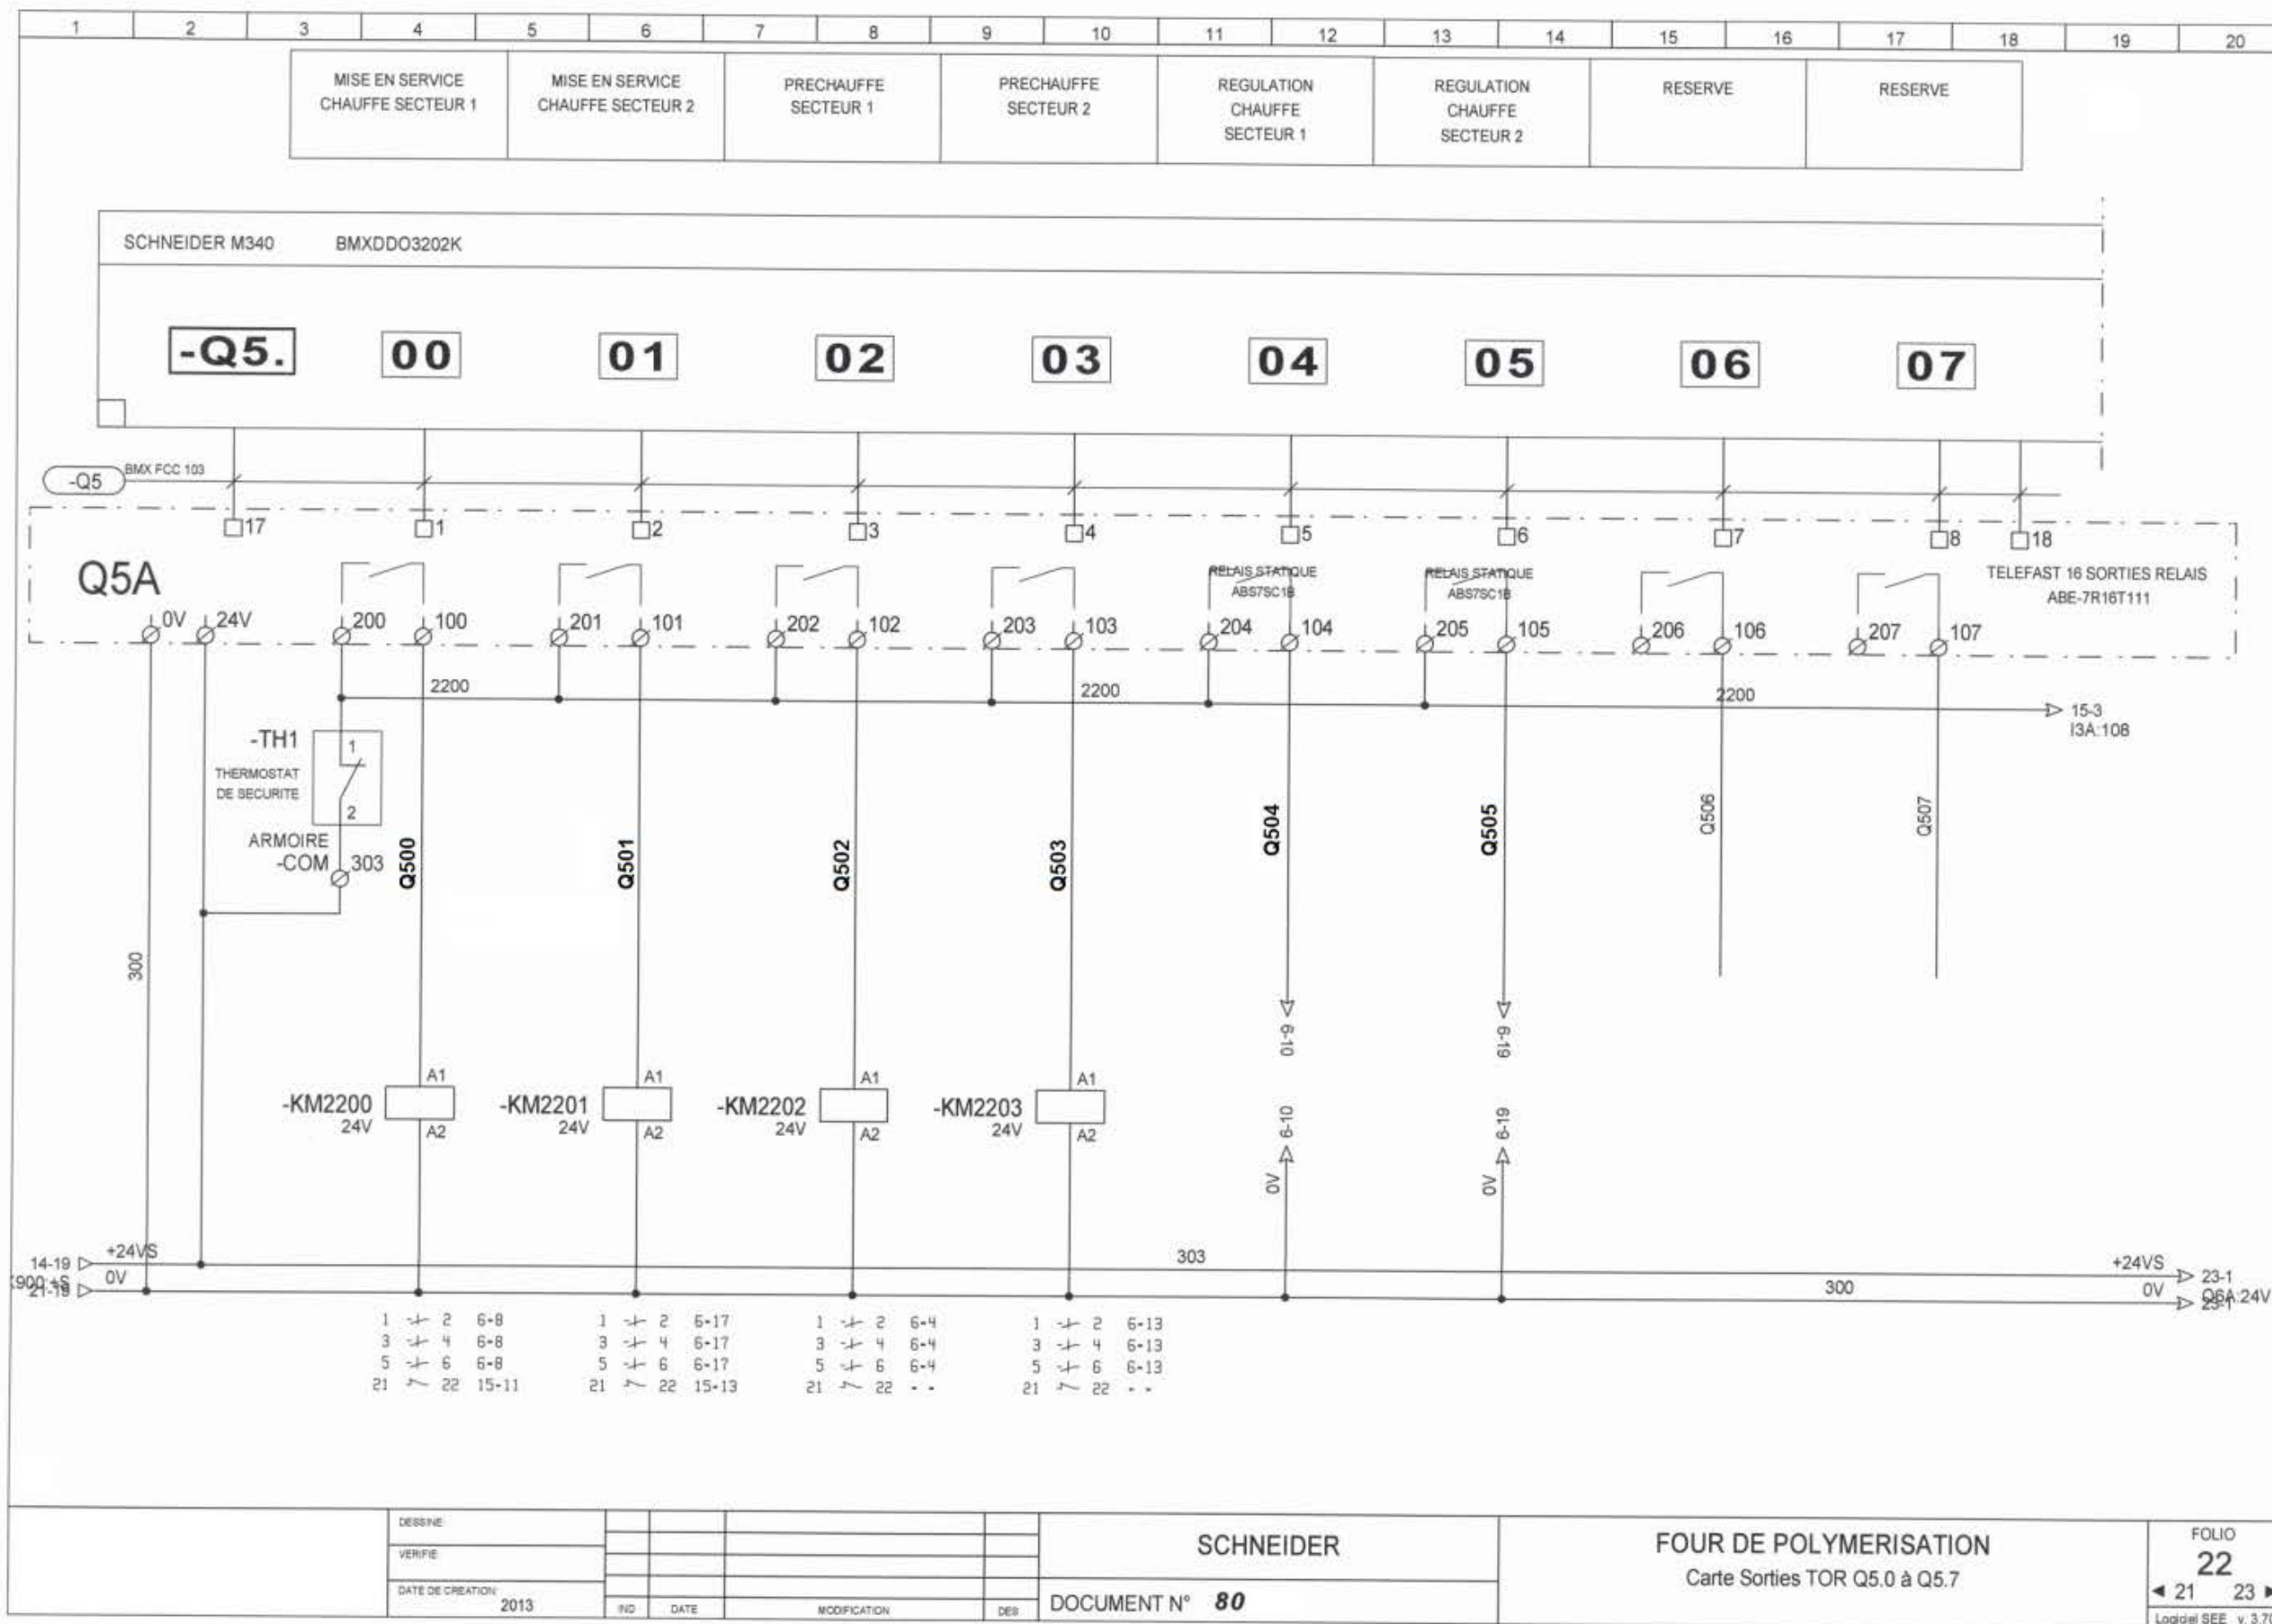 1 2 3 4 5 6 7 8 9 10 11 12 13 14 15 16 17 18 19 20
MISE EN SERVICE
CHAUFFE SECTEUR 1
MISE EN SERVICE
CHAUFFE SECTEUR 2
PRECHAUFFE
SECTEUR 1
PRECHAUFFE
SECTEUR 2
REGULATION
CHAUFFE
SECTEUR 1
REGULATION
CHAUFFE
SECTEUR 2
RESERVE
RESERVE
SCHNEIDER M340 BMXDDO3202K
-Q5. 00 01 02 03 04 05 06 07
-Q5 BMX FCC 103
17 1 2 3 4 5 6 7 8 18
Q5A
RELAIS STATIQUE
ABS7SC1B
RELAIS STATIQUE
ABS7SC1B
TELEFAST 16 SORTIES RELAIS
ABE-7R16T111
0V 24V 200 100 201 101 202 102 203 103 204 104 205 105 206 106 207 107
2200 2200 2200
15-3
I3A:108
-TH1
THERMOSTAT
DE SECURITE
1
2
ARMOIRE
-COM 303
300
Q500
Q501
Q502
Q503
Q504
Q505
Q506
Q507
6-10
6-19
6-10
6-19
0V
0V
-KM2200
24V
A1
A2
-KM2201
24V
A1
A2
-KM2202
24V
A1
A2
-KM2203
24V
A1
A2
14-19 +24VS 303 +24VS 23-1
21-19 0V 300 0V 23-1
Q6A:24V
1 2 6-8
3 4 6-8
5 6 6-8
21 22 15-11
1 2 6-17
3 4 6-17
5 6 6-17
21 22 15-13
1 2 6-4
3 4 6-4
5 6 6-4
21 22 - -
1 2 6-13
3 4 6-13
5 6 6-13
21 22 - -
DESSINE
VERIFIE
DATE DE CREATION:
2013
IND DATE MODIFICATION DES
SCHNEIDER
DOCUMENT N° 80
FOUR DE POLYMERISATION
Carte Sorties TOR Q5.0 à Q5.7
FOLIO
22
◄ 21 23 ►
Logiciel SEE v. 3.70